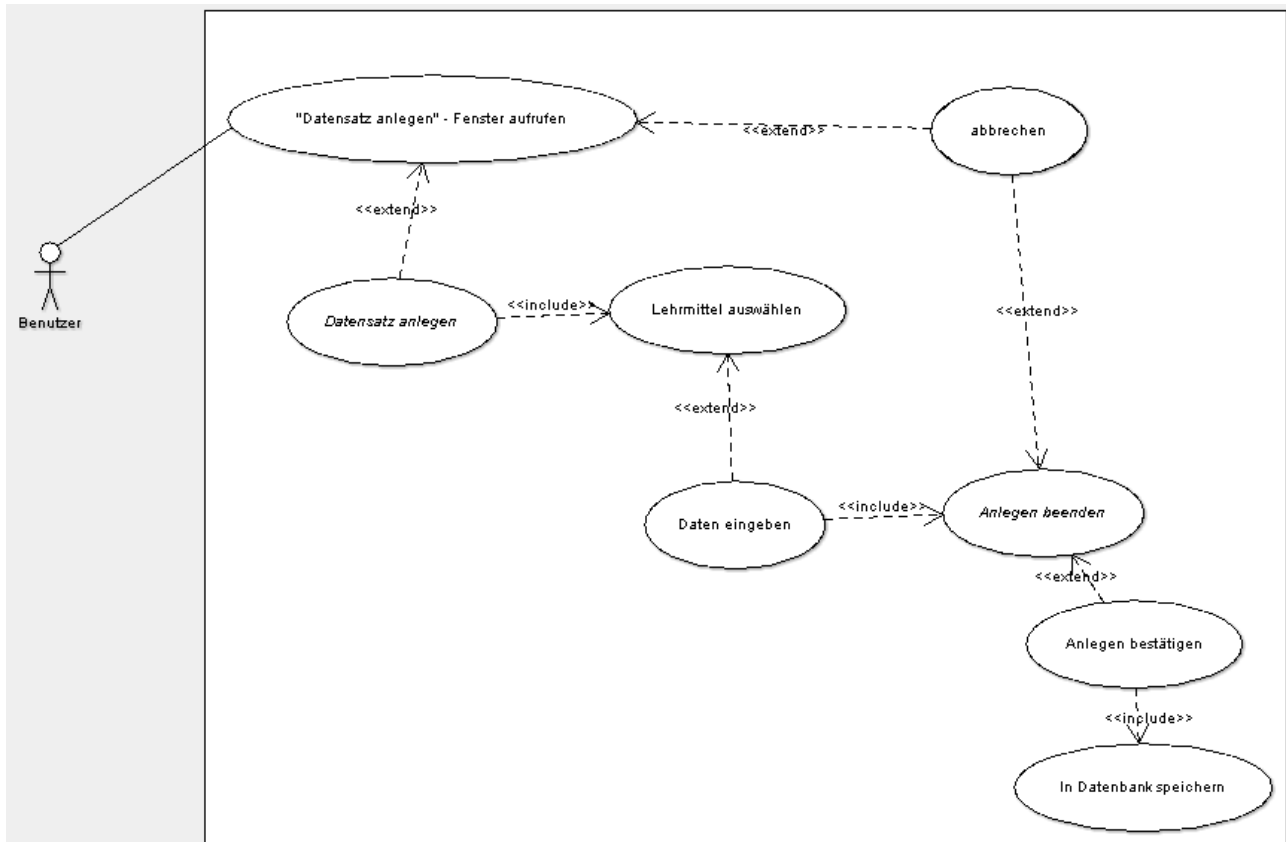 "Datensatz anlegen" - Fenster aufrufen
<<extend>>
abbrechen
<<extend>>
Benutzer
Datensatz anlegen
<<include>>
Lehrmittel auswählen
<<extend>>
<<extend>>
Daten eingeben
<<include>>
Anlegen beenden
<<extend>>
Anlegen bestätigen
<<include>>
In Datenbank speichern